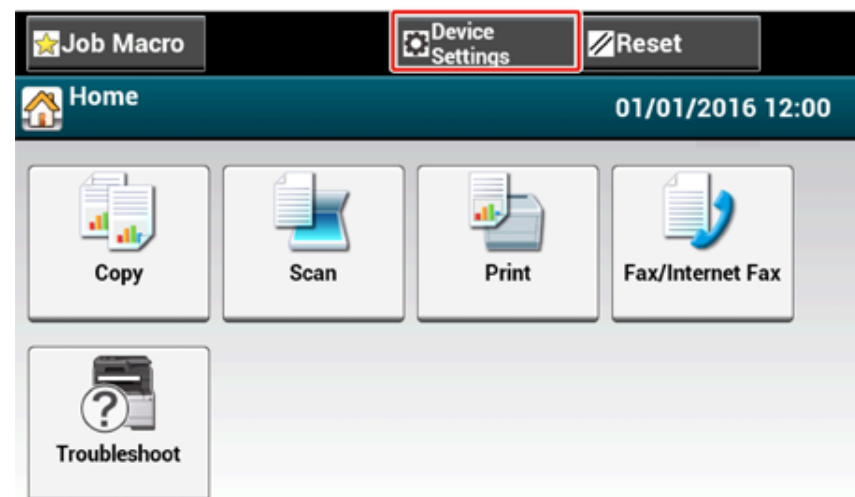 Job Macro
Device
Settings
Reset
Home
01/01/2016 12:00
Copy
Scan
Print
Fax/Internet Fax
Troubleshoot